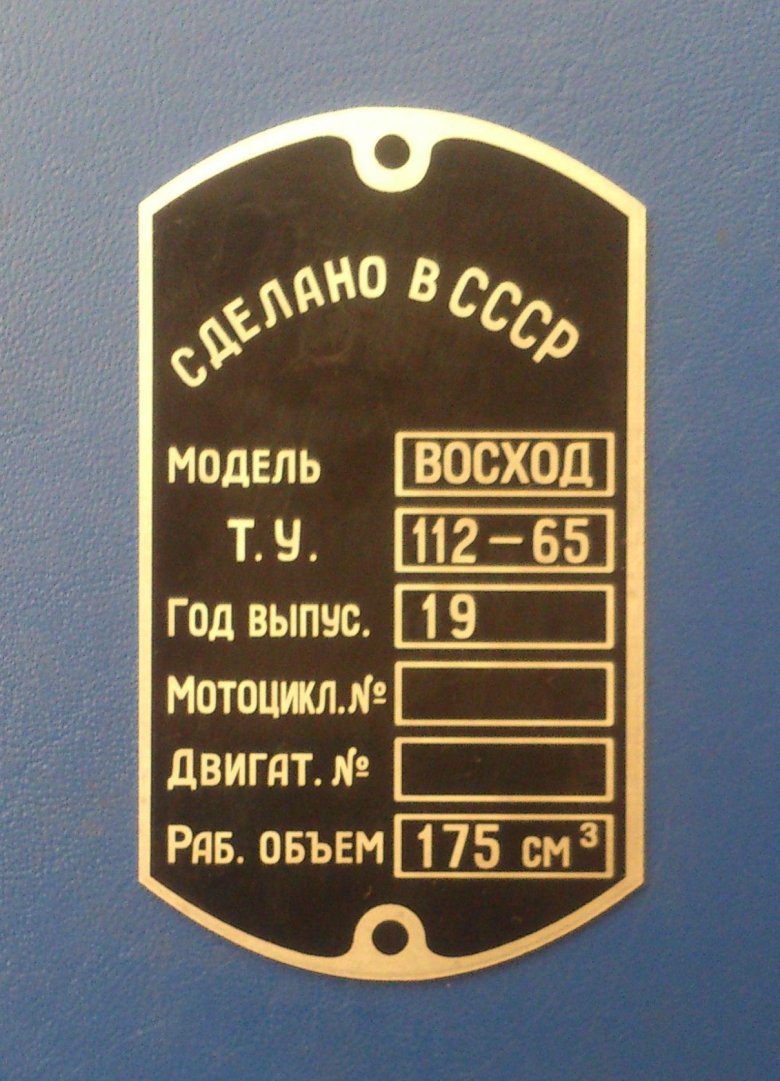 СДЕЛАНО В СССР
МОДЕЛЬ ВОСХОД
Т. У. 112-65
ГОД ВЫПУС. 19
МОТОЦИКЛ. №
ДВИГАТ. №
РАБ. ОБЪЕМ 175 см³